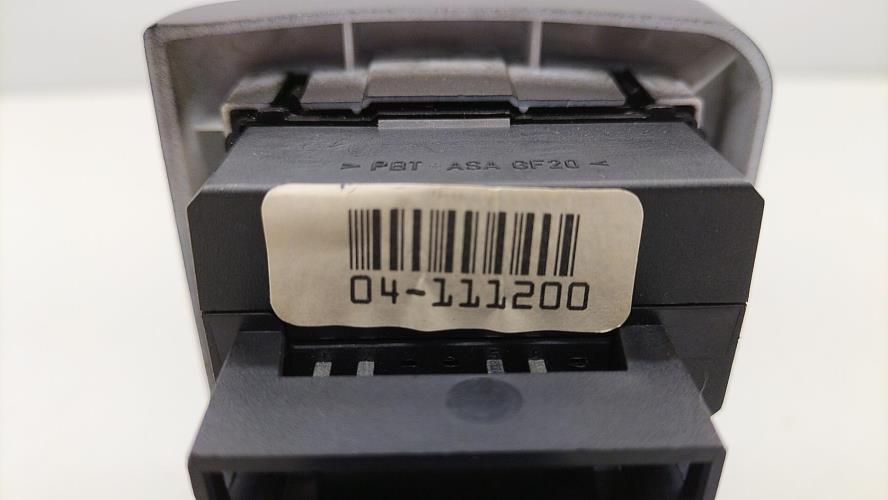 > PBT - ASA GF20 <
04-111200